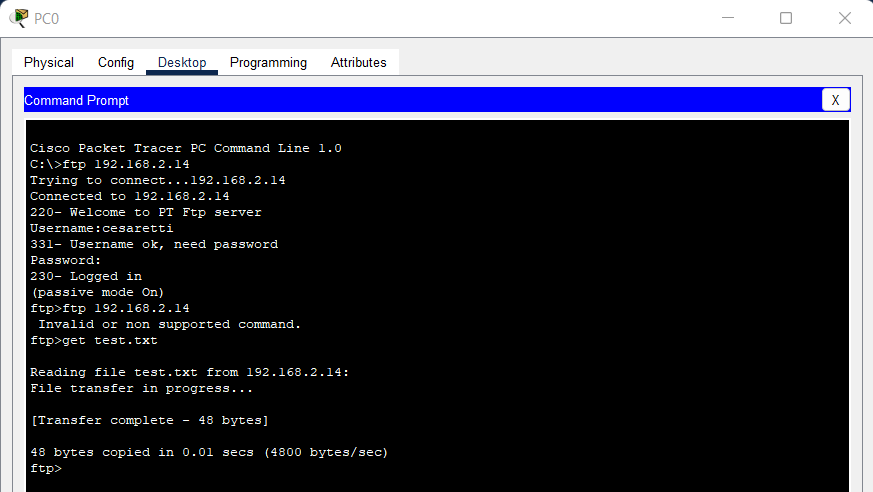 PC0
Physical Config Desktop Programming Attributes
Command Prompt
X
Cisco Packet Tracer PC Command Line 1.0
C:\>ftp 192.168.2.14
Trying to connect...192.168.2.14
Connected to 192.168.2.14
220- Welcome to PT Ftp server
Username:cesaretti
331- Username ok, need password
Password:
230- Logged in
(passive mode On)
ftp>ftp 192.168.2.14
 Invalid or non supported command.
ftp>get test.txt
Reading file test.txt from 192.168.2.14:
File transfer in progress...
[Transfer complete - 48 bytes]
48 bytes copied in 0.01 secs (4800 bytes/sec)
ftp>